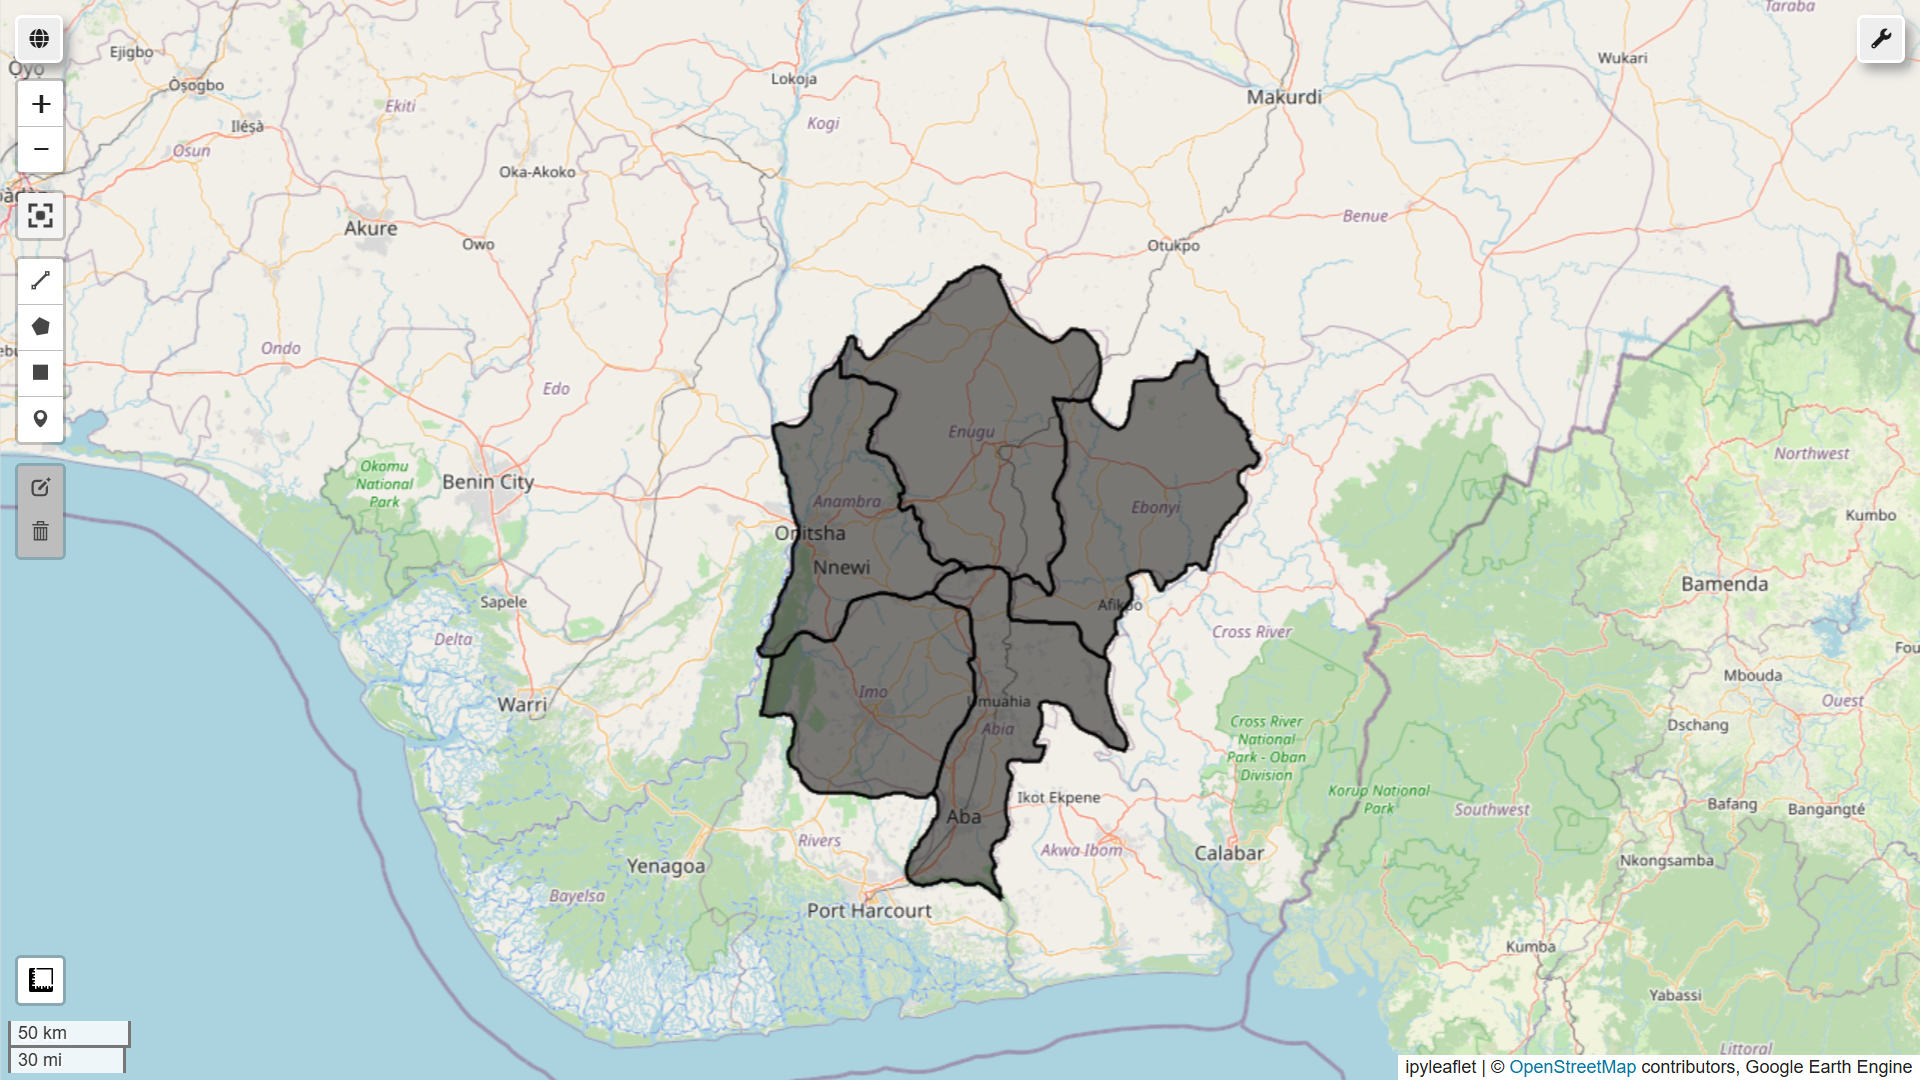 Taraba
Ejigbo
Wukari
Ọyọ
Lokoja
Òṣogbo
Makurdi
Ekiti
Kogi
Iléṣà
Osun
Oka-Akoko
Benue
Akure
Owo
Otukpo
Ondo
Edo
Enugu
Northwest
Okomu
National
Park
Benin City
Anambra
Ebonyi
Kumbo
Onitsha
Nnewi
Bamenda
Sapele
Afikpo
Delta
Cross River
Fou
Mbouda
Imo
Umuahia
Ouest
Warri
Abia
Cross River
National
Park - Oban
Division
Dschang
Korup National
Park
Ikot Ekpene
Southwest
Bafang
Bangangté
Aba
Rivers
Akwa-Ibom
Calabar
Yenagoa
Nkongsamba
Bayelsa
Port Harcourt
Kumba
Yabassi
Littoral
50 km
30 mi
ipyleaflet | © OpenStreetMap contributors, Google Earth Engine